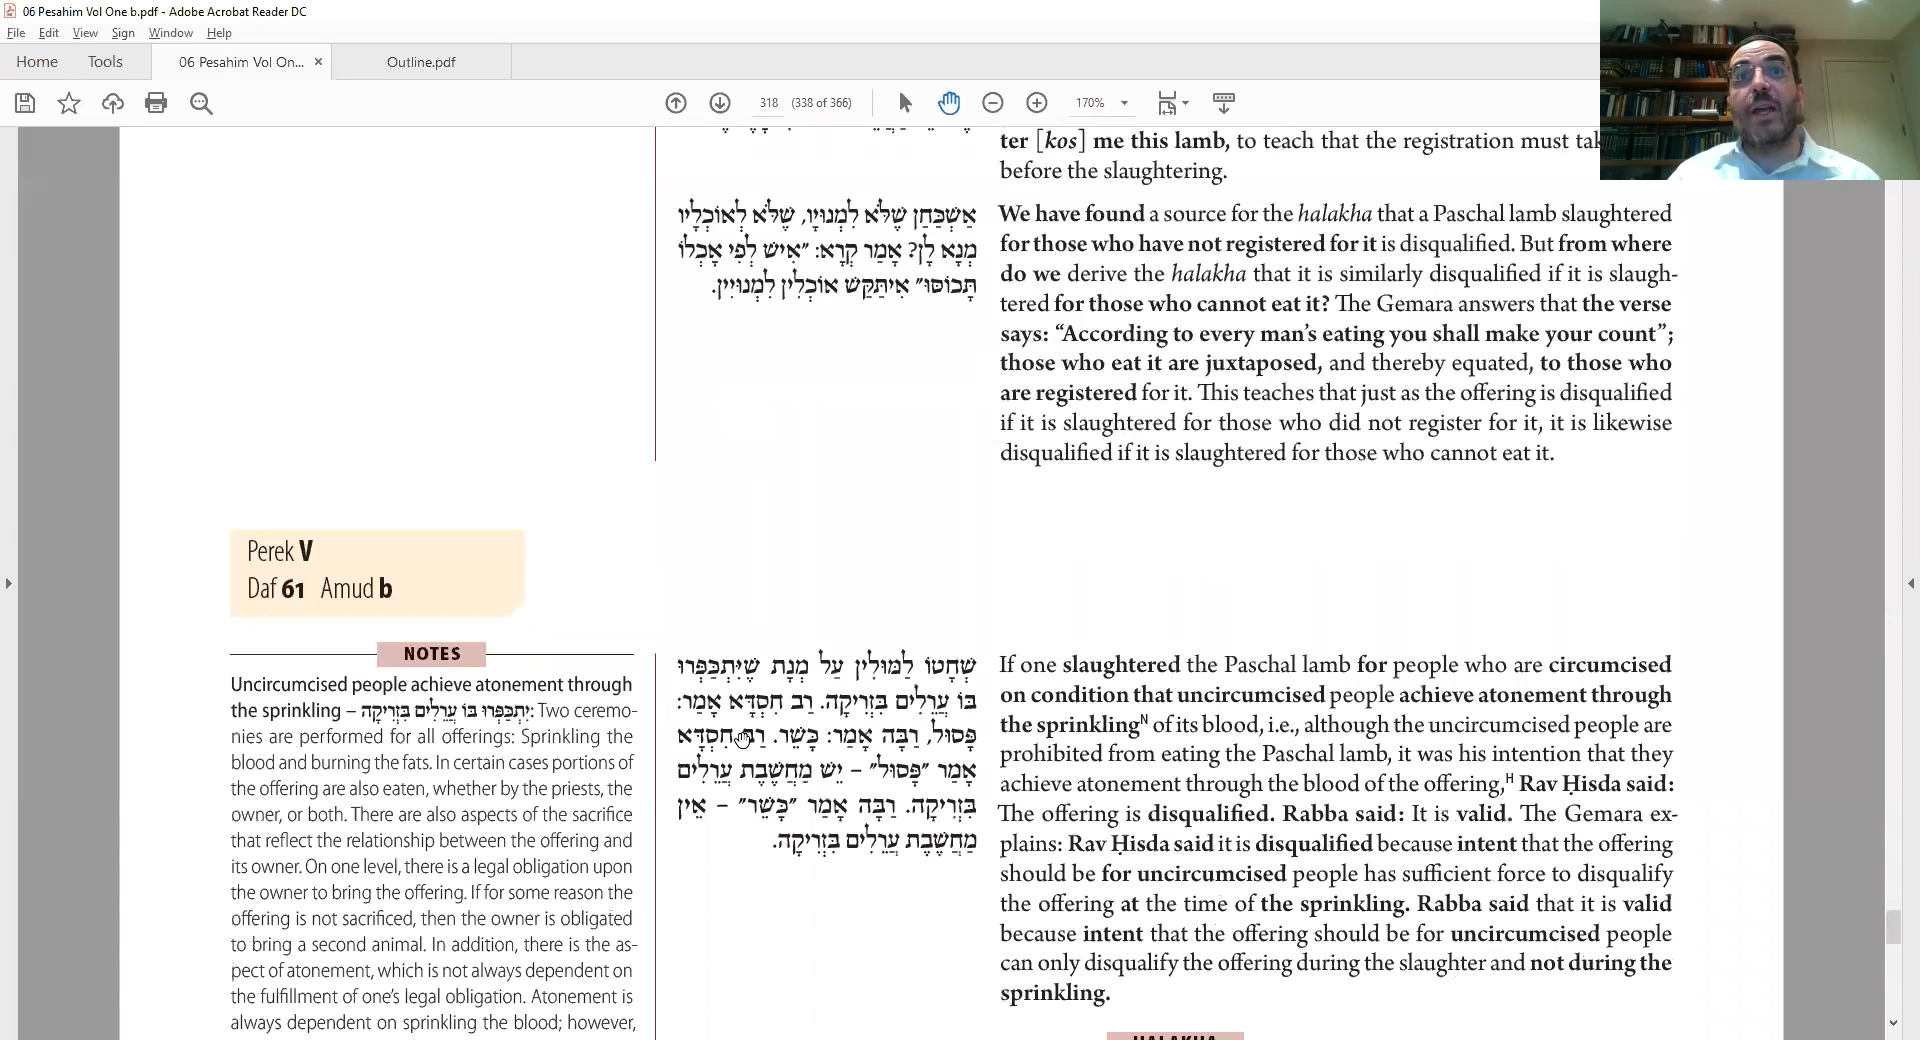 06 Pesahim Vol One b.pdf - Adobe Acrobat Reader DC
File Edit View Sign Window Help
Home Tools 06 Pesahim Vol On... × Outline.pdf
318 (338 of 366) 170%
ter [kos] me this lamb, to teach that the registration must
before the slaughtering.
אַשְׁכַּחַן שֶׁלֹּא לִמְנוּיָו, שֶׁלֹּא לְאוֹכְלָיו
מְנָא לָן? אָמַר קְרָא: ״אִישׁ לְפִי אָכְלוֹ
תָּכוֹסּוּ״ אִיתַּקַּשׁ אוֹכְלִין לִמְנוּיִין.
We have found a source for the halakha that a Paschal lamb slaughtered
for those who have not registered for it is disqualified. But from where
do we derive the halakha that it is similarly disqualified if it is slaugh-
tered for those who cannot eat it? The Gemara answers that the verse
says: “According to every man’s eating you shall make your count”;
those who eat it are juxtaposed, and thereby equated, to those who
are registered for it. This teaches that just as the offering is disqualified
if it is slaughtered for those who did not register for it, it is likewise
disqualified if it is slaughtered for those who cannot eat it.
Perek V
Daf 61 Amud b
NOTES
Uncircumcised people achieve atonement through
the sprinkling – יִתְכַּפְּרוּ בּוֹ עֲרֵלִים בִּזְרִיקָה: Two ceremo-
nies are performed for all offerings: Sprinkling the
blood and burning the fats. In certain cases portions of
the offering are also eaten, whether by the priests, the
owner, or both. There are also aspects of the sacrifice
that reflect the relationship between the offering and
its owner. On one level, there is a legal obligation upon
the owner to bring the offering. If for some reason the
offering is not sacrificed, then the owner is obligated
to bring a second animal. In addition, there is the as-
pect of atonement, which is not always dependent on
the fulfillment of one’s legal obligation. Atonement is
always dependent on sprinkling the blood; however,
שְׁחָטוֹ לַמּוּלִין עַל מְנָת שֶׁיִּתְכַּפְּרוּ
בּוֹ עֲרֵלִים בִּזְרִיקָה. רַב חִסְדָּא אָמַר:
פָּסוּל, רַבָּה אָמַר: כָּשֵׁר. רַב חִסְדָּא
אָמַר ״פָּסוּל״ – יֵשׁ מַחֲשֶׁבֶת עֲרֵלִים
בִּזְרִיקָה. רַבָּה אָמַר ״כָּשֵׁר״ – אֵין
מַחֲשֶׁבֶת עֲרֵלִים בִּזְרִיקָה.
If one slaughtered the Paschal lamb for people who are circumcised
on condition that uncircumcised people achieve atonement through
the sprinklingN of its blood, i.e., although the uncircumcised people are
prohibited from eating the Paschal lamb, it was his intention that they
achieve atonement through the blood of the offering,H Rav Ḥisda said:
The offering is disqualified. Rabba said: It is valid. The Gemara ex-
plains: Rav Ḥisda said it is disqualified because intent that the offering
should be for uncircumcised people has sufficient force to disqualify
the offering at the time of the sprinkling. Rabba said that it is valid
because intent that the offering should be for uncircumcised people
can only disqualify the offering during the slaughter and not during the
sprinkling.
HALAKHA